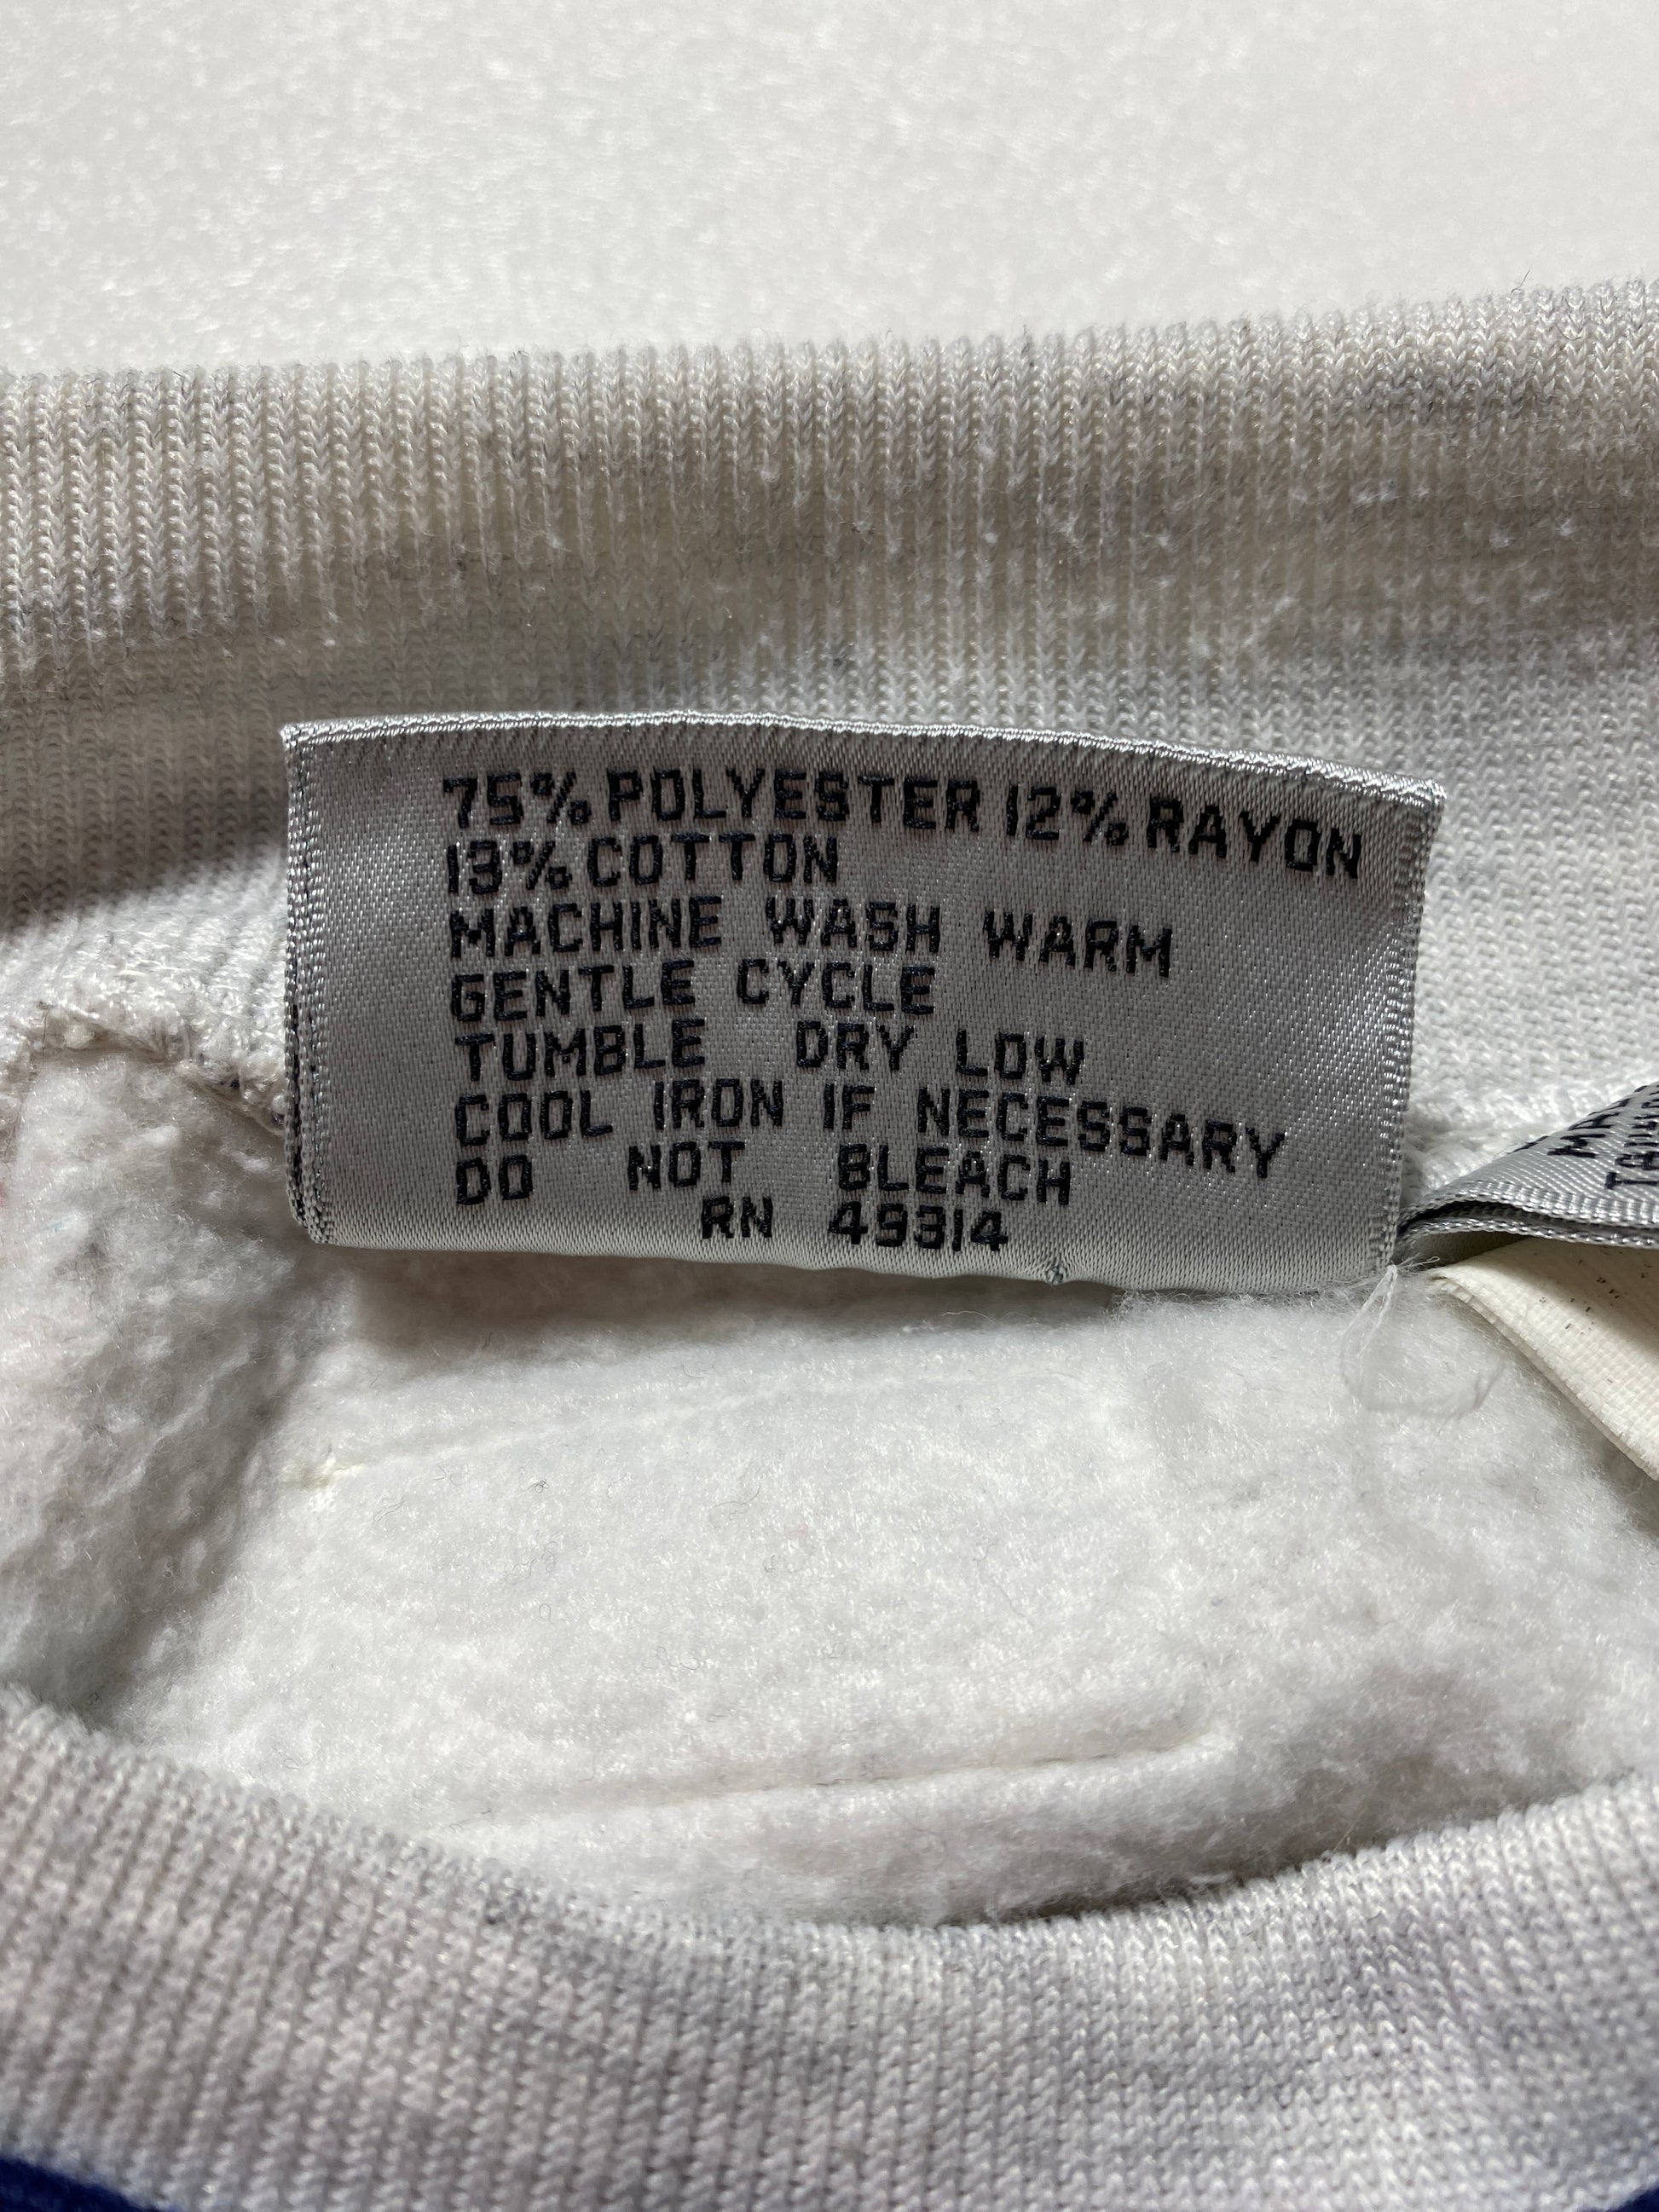 75% POLYESTER 12% RAYON
13% COTTON
MACHINE WASH WARM
GENTLE CYCLE
TUMBLE DRY LOW
COOL IRON IF NECESSARY
DO NOT BLEACH
RN 49314